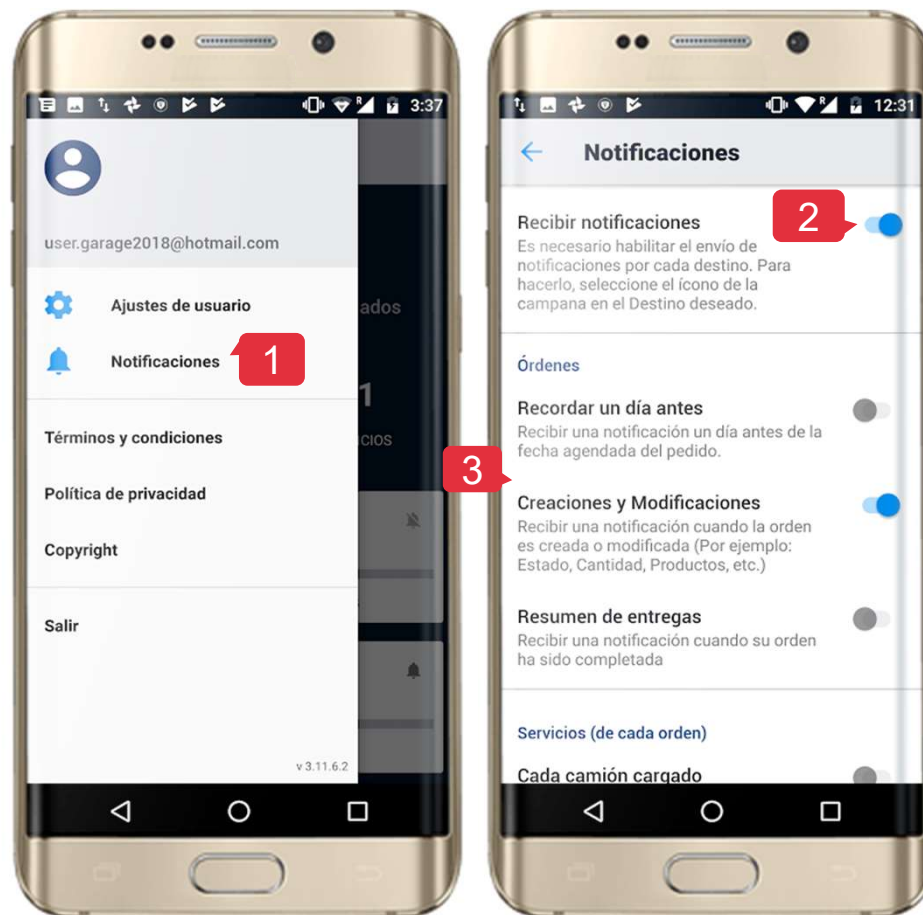 3:37
user.garage2018@hotmail.com
Ajustes de usuario
ados
Notificaciones
1
1
Términos y condiciones
icios
Política de privacidad
Copyright
Salir
v 3.11.6.2
R
12:31
Notificaciones
Recibir notificaciones
2
Es necesario habilitar el envío de
notificaciones por cada destino. Para
hacerlo, seleccione el ícono de la
campana en el Destino deseado.
Órdenes
Recordar un día antes
Recibir una notificación un día antes de la
fecha agendada del pedido.
3
Creaciones y Modificaciones
Recibir una notificación cuando la orden
es creada o modificada (Por ejemplo:
Estado, Cantidad, Productos, etc.)
Resumen de entregas
Recibir una notificación cuando su orden
ha sido completada
Servicios (de cada orden)
Cada camión cargado